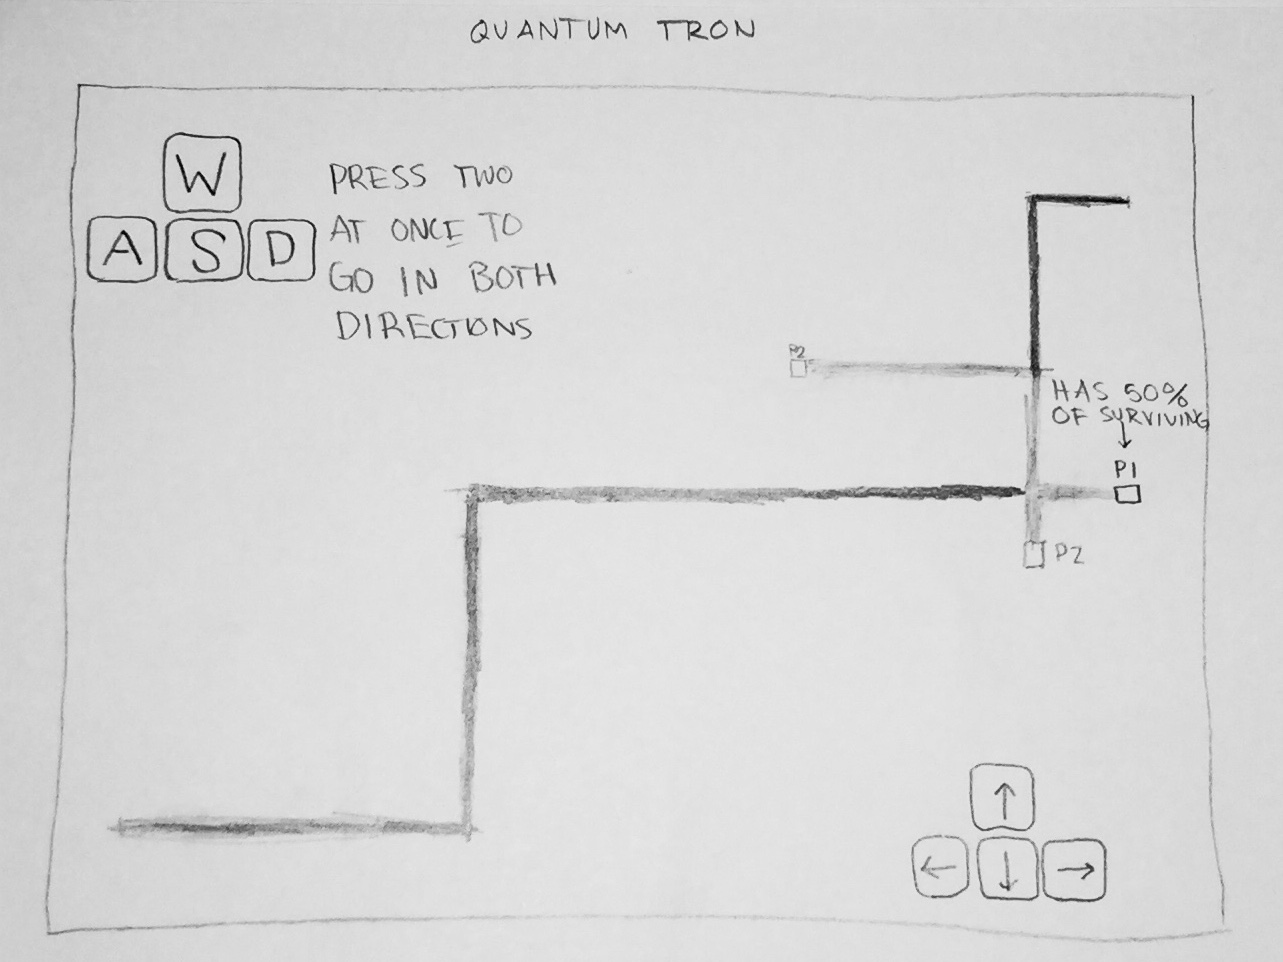 QUANTUM TRON
W
A S D
PRESS TWO
AT ONCE TO
GO IN BOTH
DIRECTIONS
P2
HAS 50%
OF SURVIVING
↓
P1
P2
↑
← ↓ →